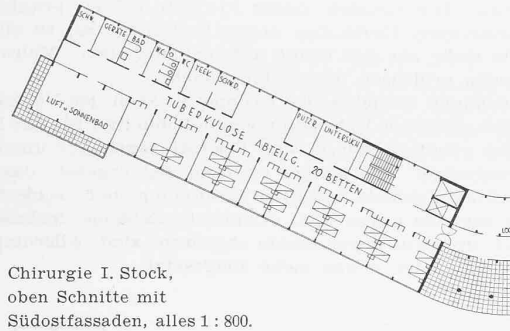 SCHW.
GERÄTE
BAD
W.C.
W.C.
TEEK.
SCHWD.
LUFT u. SONNENBAD
TUBERKULOSE ABTEILG. 20 BETTEN
PUTZR.
UNTERSUCH.
Chirurgie I. Stock,
oben Schnitte mit
Südostfassaden, alles 1 : 800.